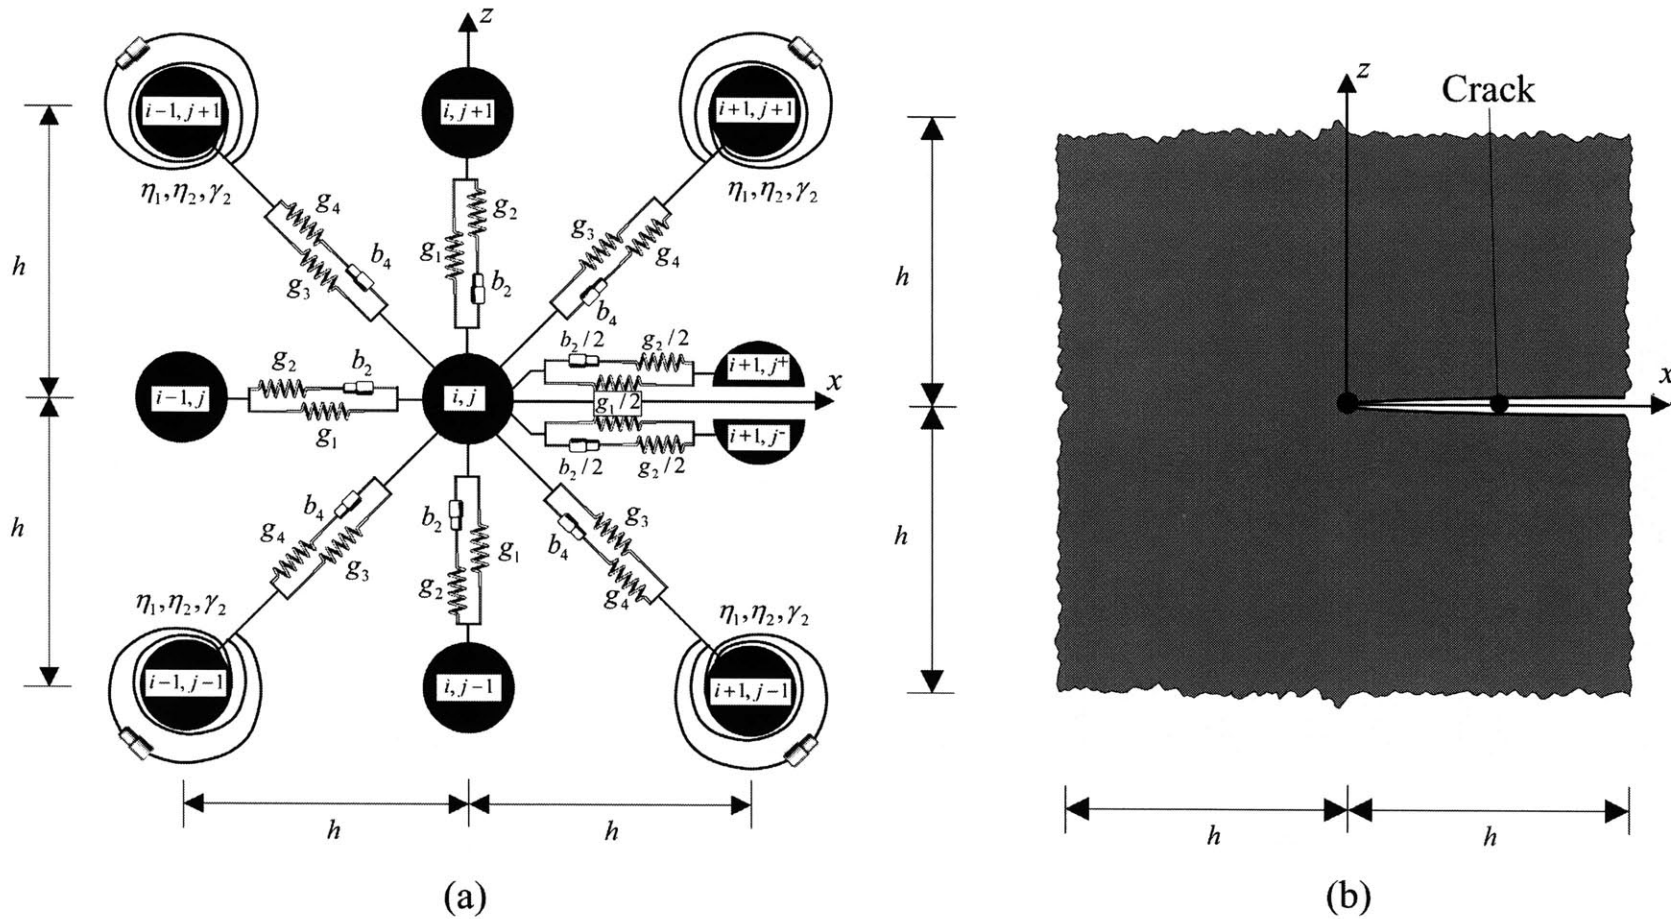 z
i−1, j+1
i, j+1
i+1, j+1
η₁, η₂, γ₂
η₁, η₂, γ₂
g₄
g₃
b₄
g₂
g₁
b₂
g₃
g₄
b₄
h
h
g₂
b₂
g₁
i−1, j
i, j
b₂/2
g₂/2
i+1, j⁺
x
g₁/2
i+1, j⁻
b₂/2
g₂/2
h
h
b₄
g₄
g₃
b₂
g₁
g₂
g₃
b₄
g₄
η₁, η₂, γ₂
η₁, η₂, γ₂
i−1, j−1
i, j−1
i+1, j−1
h
h
(a)
z
Crack
x
h
h
(b)